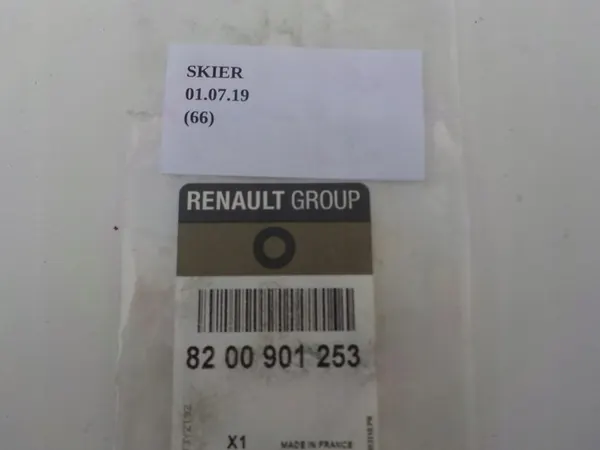 SKIER
01.07.19
(66)
RENAULT GROUP
82 00 901 253
X1 MADE IN FRANCE